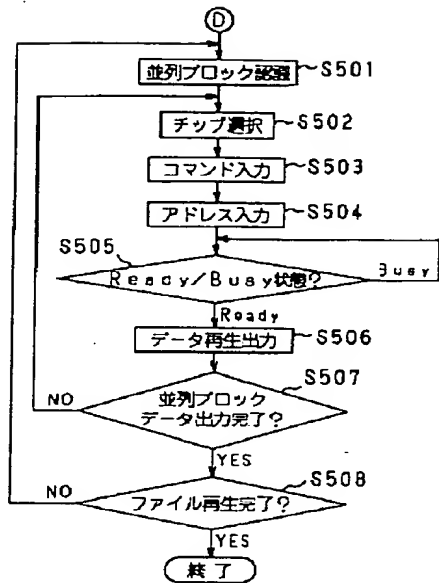 D
並列ブロック認識 S501
チップ選択 S502
コマンド入力 S503
アドレス入力 S504
S505
Ready/Busy状態?
Busy
Ready
データ再生出力 S506
S507
並列ブロック
データ出力完了?
NO
YES
S508
ファイル再生完了?
NO
YES
終了